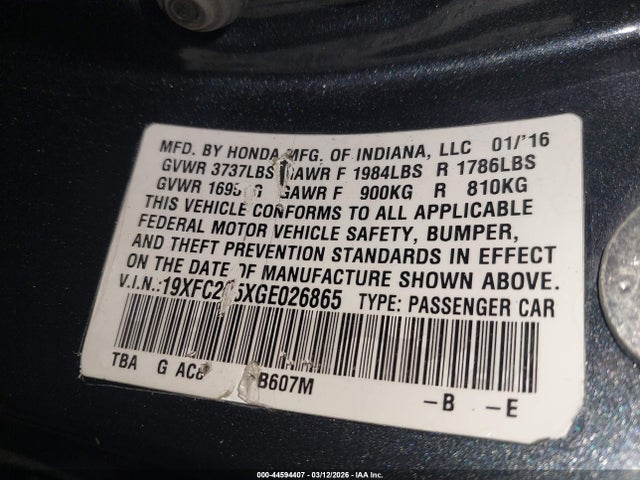 MFD. BY HONDA MFG. OF INDIANA, LLC 01/'16
GVWR 3737LBS GAWR F 1984LBS R 1786LBS
GVWR GAWR F 900KG R 810KG
THIS VEHICLE CONFORMS TO ALL APPLICABLE
FEDERAL MOTOR VEHICLE SAFETY, BUMPER,
AND THEFT PREVENTION STANDARDS IN EFFECT
ON THE DATE OF MANUFACTURE SHOWN ABOVE.
V.I.N.: TYPE: PASSENGER CAR
TBA G B607M
-B -E
000-44594407 - 03/12/2026 - IAA Inc.